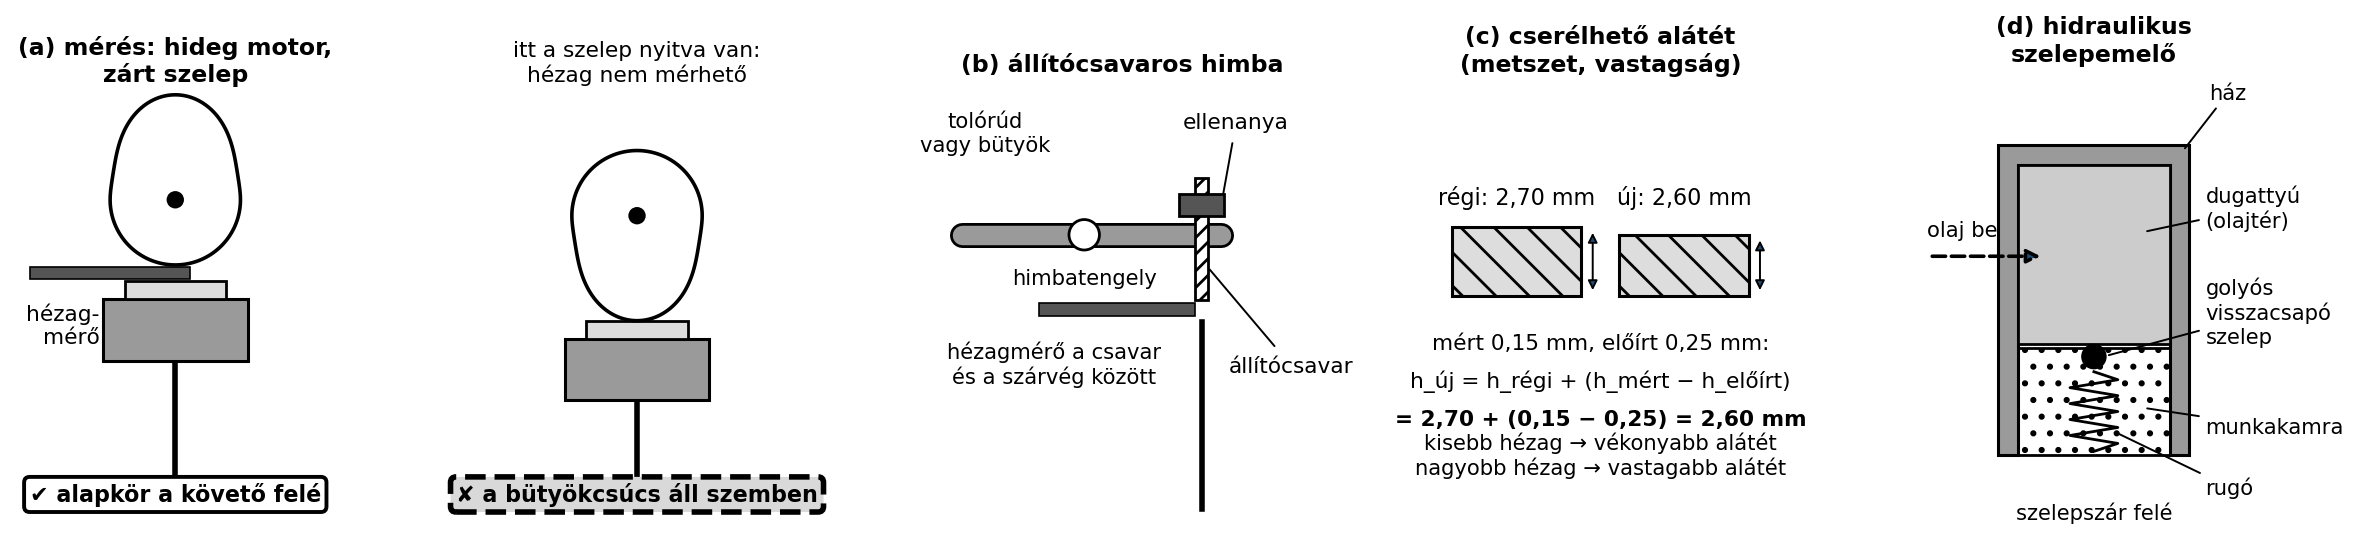 (a) mérés: hideg motor,
zárt szelep
hézag-
mérő
✔ alapkör a követő felé
itt a szelep nyitva van:
hézag nem mérhető
✘ a bütyökcsúcs áll szemben
(b) állítócsavaros himba
tolórúd
vagy bütyök
ellenanya
himbatengely
hézagmérő a csavar
és a szárvég között
állítócsavar
(c) cserélhető alátét
(metszet, vastagság)
régi: 2,70 mm
új: 2,60 mm
mért 0,15 mm, előírt 0,25 mm:
h_új = h_régi + (h_mért − h_előírt)
= 2,70 + (0,15 − 0,25) = 2,60 mm
kisebb hézag → vékonyabb alátét
nagyobb hézag → vastagabb alátét
(d) hidraulikus
szelepemelő
ház
dugattyú
(olajtér)
olaj be
golyós
visszacsapó
szelep
munkakamra
rugó
szelepszár felé